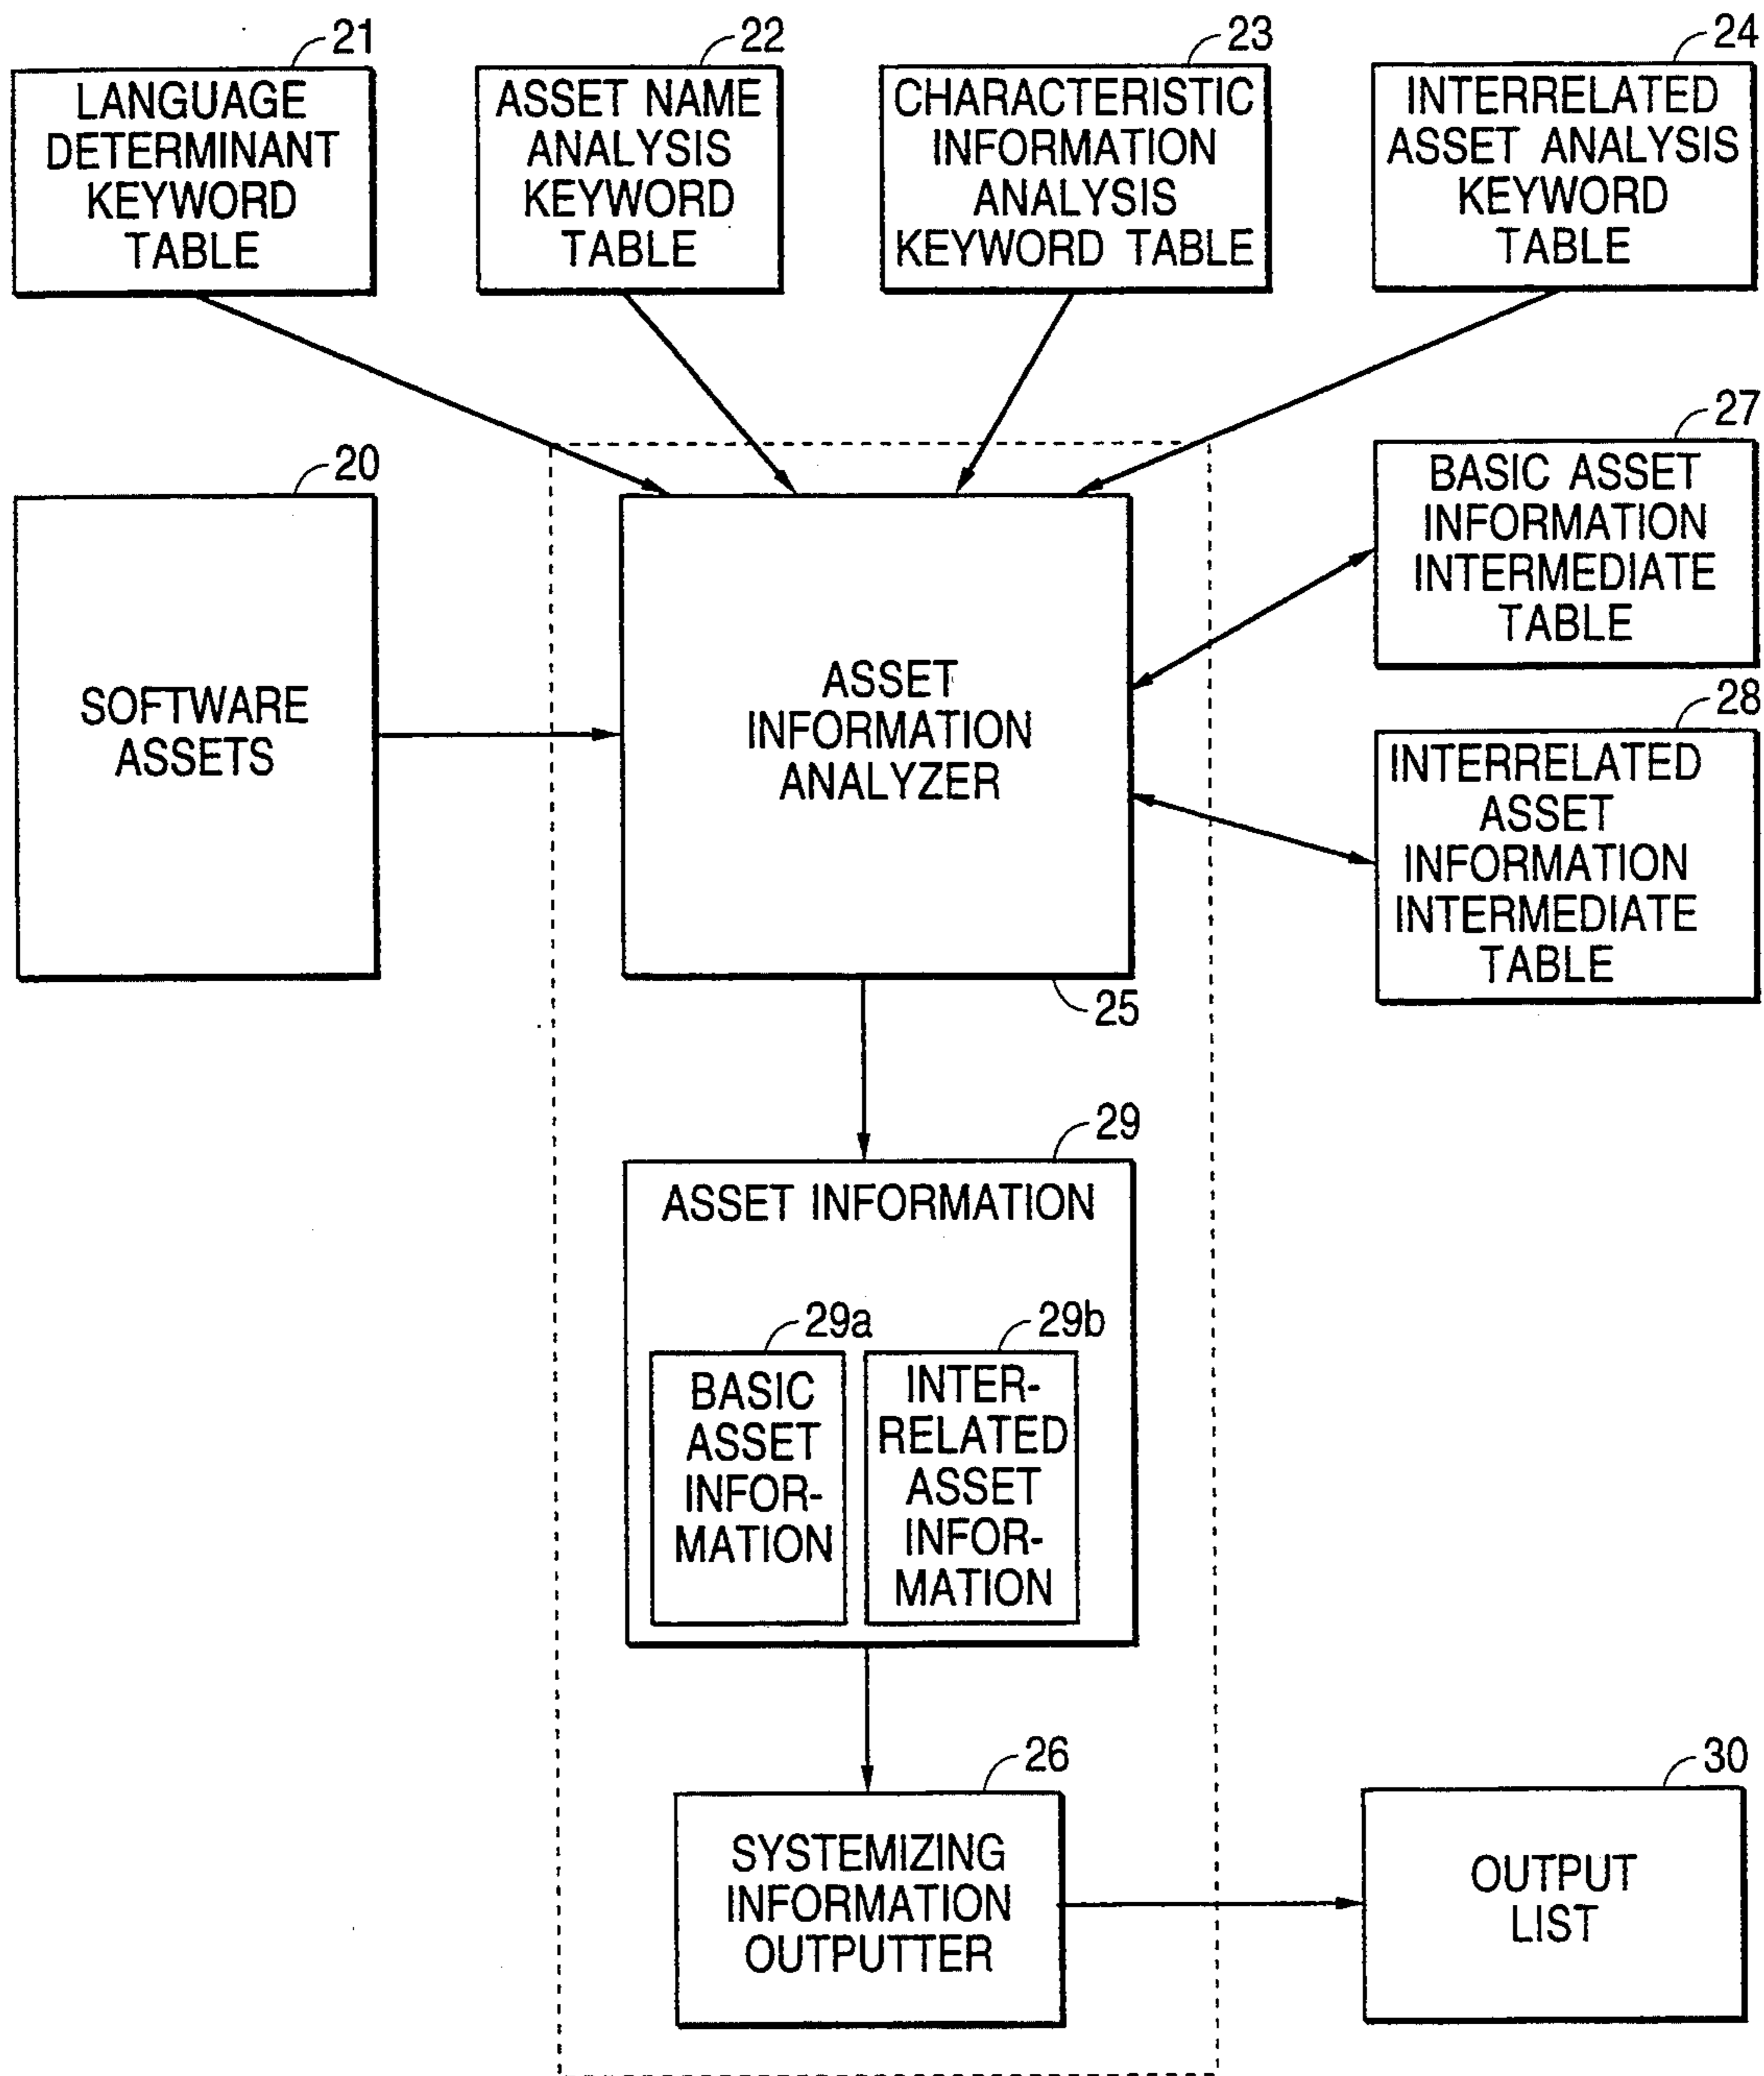 21
LANGUAGE
DETERMINANT
KEYWORD
TABLE
22
ASSET NAME
ANALYSIS
KEYWORD
TABLE
23
CHARACTERISTIC
INFORMATION
ANALYSIS
KEYWORD TABLE
24
INTERRELATED
ASSET ANALYSIS
KEYWORD
TABLE
20
SOFTWARE
ASSETS
ASSET
INFORMATION
ANALYZER
25
27
BASIC ASSET
INFORMATION
INTERMEDIATE
TABLE
28
INTERRELATED
ASSET
INFORMATION
INTERMEDIATE
TABLE
29
ASSET INFORMATION
29a
BASIC
ASSET
INFOR-
MATION
29b
INTER-
RELATED
ASSET
INFOR-
MATION
26
SYSTEMIZING
INFORMATION
OUTPUTTER
30
OUTPUT
LIST